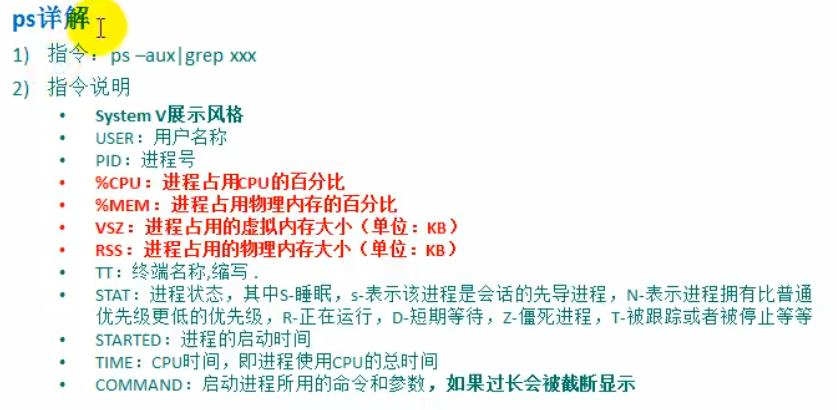 ps详解
1) 指令：ps –aux|grep xxx
2) 指令说明
• System V展示风格
• USER：用户名称
• PID：进程号
• %CPU：进程占用CPU的百分比
• %MEM：进程占用物理内存的百分比
• VSZ：进程占用的虚拟内存大小（单位：KB）
• RSS：进程占用的物理内存大小（单位：KB）
• TT：终端名称,缩写 .
• STAT：进程状态，其中S-睡眠，s-表示该进程是会话的先导进程，N-表示进程拥有比普通
优先级更低的优先级，R-正在运行，D-短期等待，Z-僵死进程，T-被跟踪或者被停止等等
• STARTED：进程的启动时间
• TIME：CPU时间，即进程使用CPU的总时间
• COMMAND：启动进程所用的命令和参数，如果过长会被截断显示